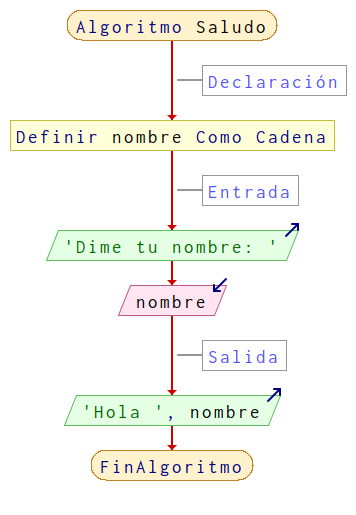 Algoritmo Saludo
Declaración
Definir nombre Como Cadena
Entrada
'Dime tu nombre: '
nombre
Salida
'Hola ', nombre
FinAlgoritmo